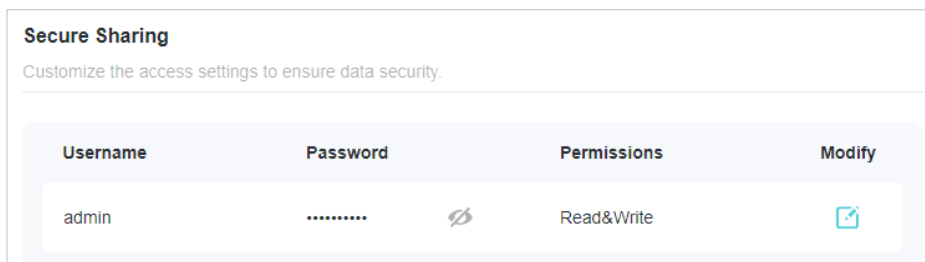 Secure Sharing
Customize the access settings to ensure data security.
Username Password Permissions Modify
admin •••••••••• Read&Write